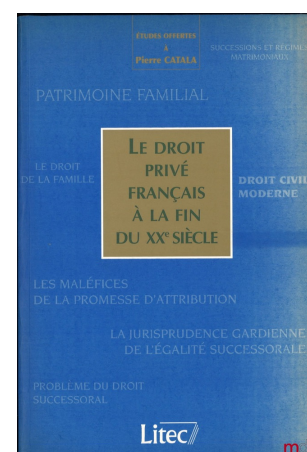 ÉTUDES OFFERTES
à
Pierre CATALA
SUCCESSIONS ET RÉGIMES
MATRIMONIAUX
PATRIMOINE FAMILIAL
LE DROIT
PRIVÉ
FRANÇAIS
À LA FIN
DU XXe SIÈCLE
LE DROIT
DE LA FAMILLE
DROIT CIVIL
MODERNE
LES MALÉFICES
DE LA PROMESSE D'ATTRIBUTION
LA JURISPRUDENCE GARDIENNE
DE L'ÉGALITÉ SUCCESSORALE
PROBLÈME DU DROIT
SUCCESSORAL
Litec
m